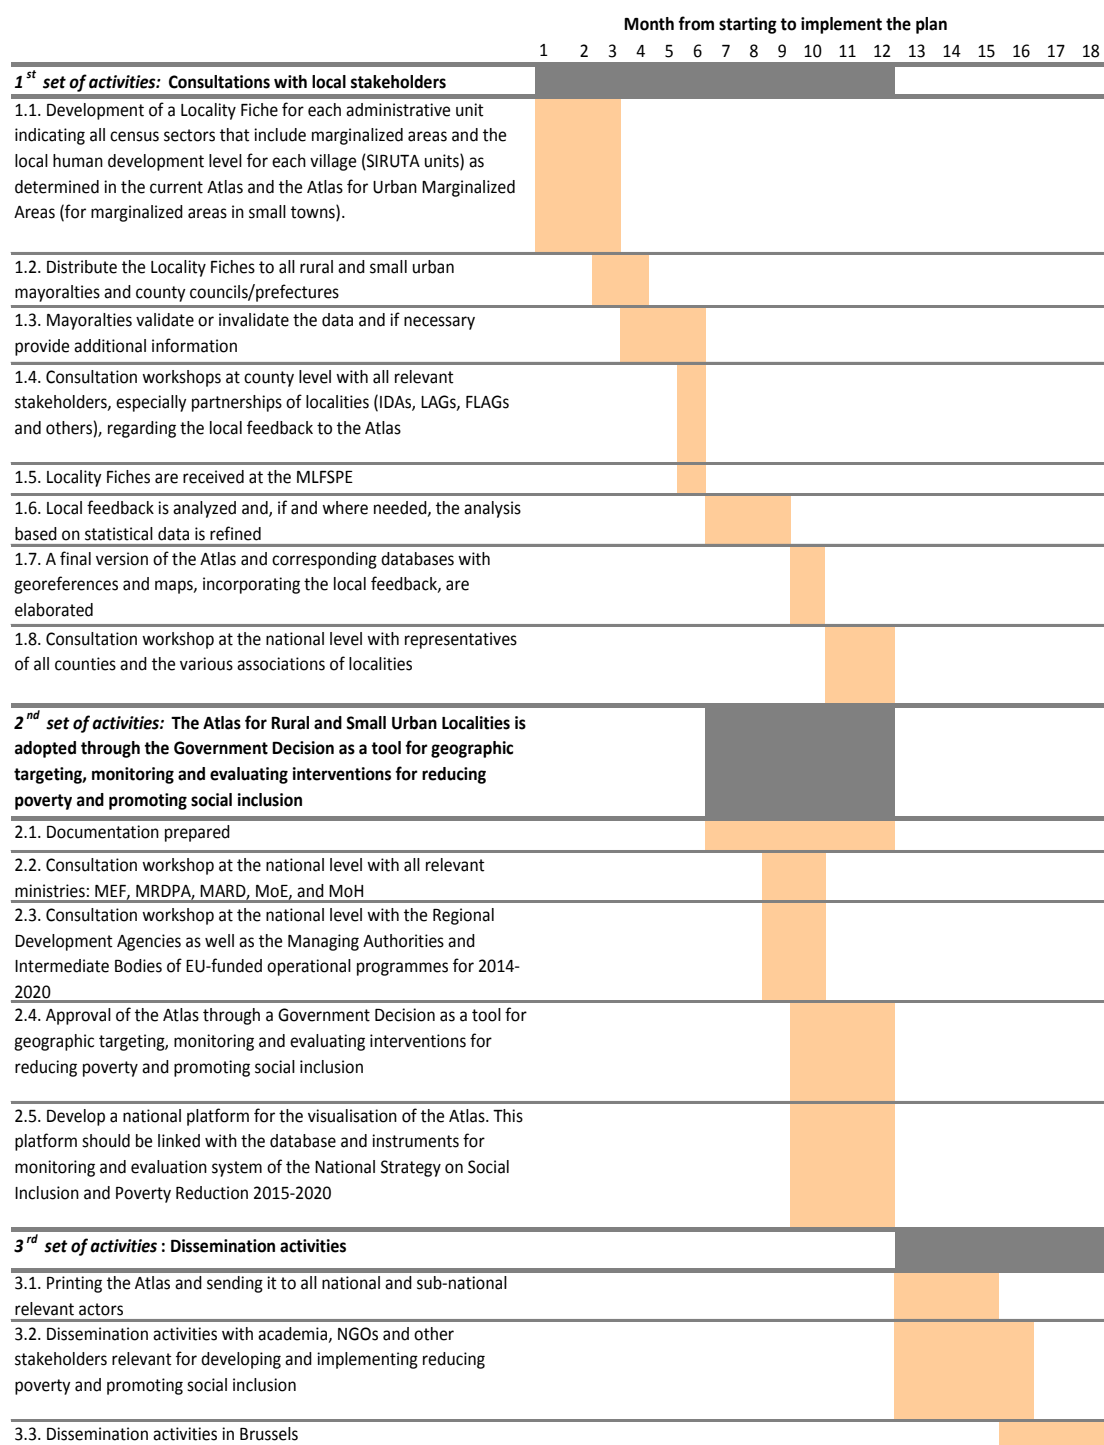 Month from starting to implement the plan
1 2 3 4 5 6 7 8 9 10 11 12 13 14 15 16 17 18
1 st set of activities: Consultations with local stakeholders
1.1. Development of a Locality Fiche for each administrative unit
indicating all census sectors that include marginalized areas and the
local human development level for each village (SIRUTA units) as
determined in the current Atlas and the Atlas for Urban Marginalized
Areas (for marginalized areas in small towns).
1.2. Distribute the Locality Fiches to all rural and small urban
mayoralties and county councils/prefectures
1.3. Mayoralties validate or invalidate the data and if necessary
provide additional information
1.4. Consultation workshops at county level with all relevant
stakeholders, especially partnerships of localities (IDAs, LAGs, FLAGs
and others), regarding the local feedback to the Atlas
1.5. Locality Fiches are received at the MLFSPE
1.6. Local feedback is analyzed and, if and where needed, the analysis
based on statistical data is refined
1.7. A final version of the Atlas and corresponding databases with
georeferences and maps, incorporating the local feedback, are
elaborated
1.8. Consultation workshop at the national level with representatives
of all counties and the various associations of localities
2 nd set of activities: The Atlas for Rural and Small Urban Localities is
adopted through the Government Decision as a tool for geographic
targeting, monitoring and evaluating interventions for reducing
poverty and promoting social inclusion
2.1. Documentation prepared
2.2. Consultation workshop at the national level with all relevant
ministries: MEF, MRDPA, MARD, MoE, and MoH
2.3. Consultation workshop at the national level with the Regional
Development Agencies as well as the Managing Authorities and
Intermediate Bodies of EU-funded operational programmes for 2014-
2020
2.4. Approval of the Atlas through a Government Decision as a tool for
geographic targeting, monitoring and evaluating interventions for
reducing poverty and promoting social inclusion
2.5. Develop a national platform for the visualisation of the Atlas. This
platform should be linked with the database and instruments for
monitoring and evaluation system of the National Strategy on Social
Inclusion and Poverty Reduction 2015-2020
3 rd set of activities : Dissemination activities
3.1. Printing the Atlas and sending it to all national and sub-national
relevant actors
3.2. Dissemination activities with academia, NGOs and other
stakeholders relevant for developing and implementing reducing
poverty and promoting social inclusion
3.3. Dissemination activities in Brussels